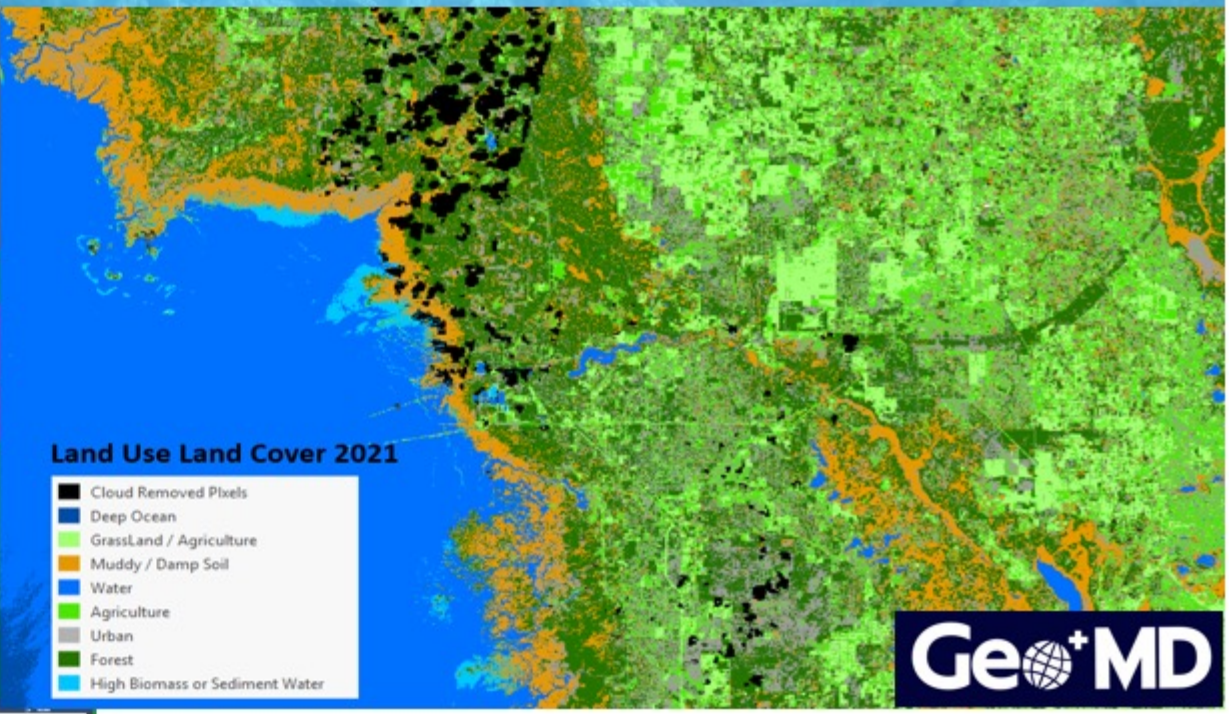 Land Use Land Cover 2021
Cloud Removed PIxels
Deep Ocean
GrassLand / Agriculture
Muddy / Damp Soil
Water
Agriculture
Urban
Forest
High Biomass or Sediment Water
Geo+MD